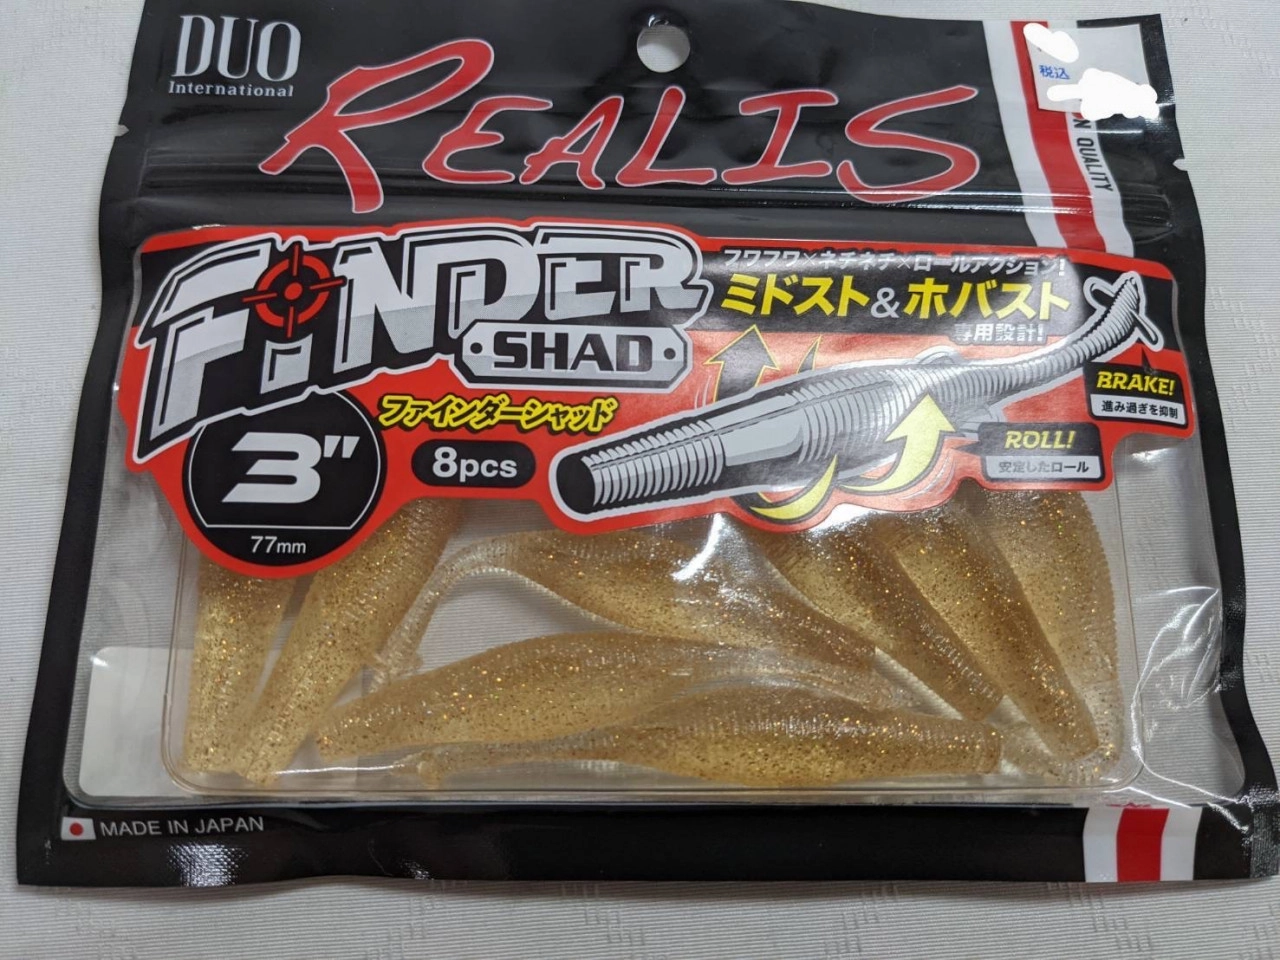 DUO
International
REALIS
税込
N QUALITY
FiNDER
SHAD
ファインダーシャッド
3"
77mm
8pcs
フワフワ×ネチネチ×ロールアクション!
ミドスト&ホバスト
専用設計!
BRAKE!
進み過ぎを抑制
ROLL!
安定したロール
MADE IN JAPAN